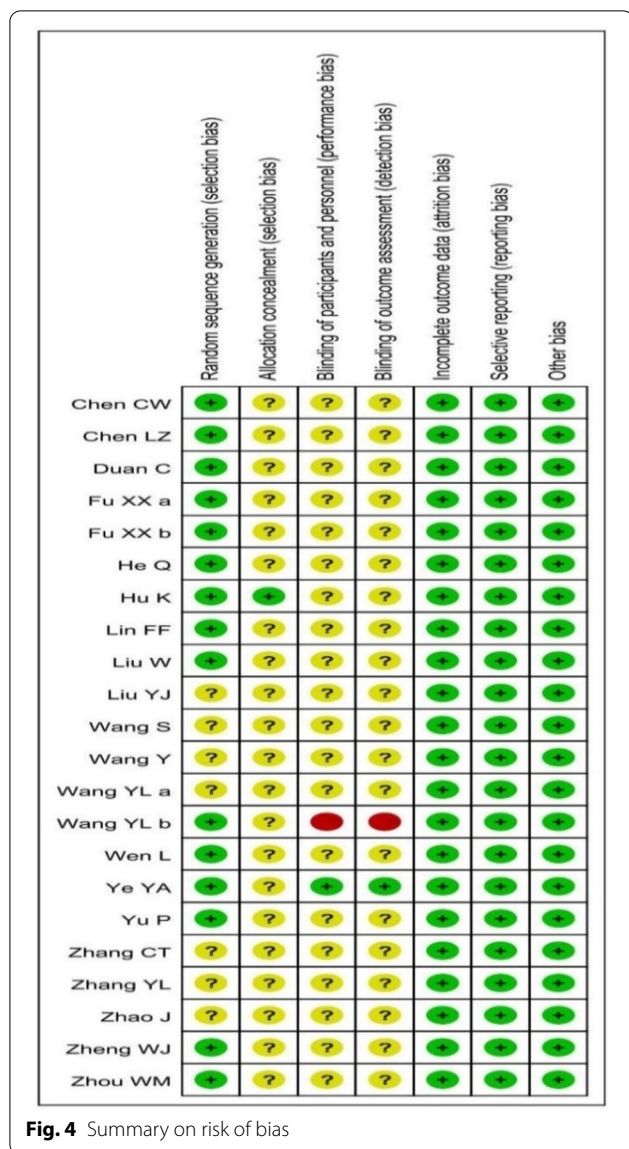 Random sequence generation (selection bias)
Allocation concealment (selection bias)
Blinding of participants and personnel (performance bias)
Blinding of outcome assessment (detection bias)
Incomplete outcome data (attrition bias)
Selective reporting (reporting bias)
Other bias
Chen CW + ? ? ? + + +
Chen LZ + ? ? ? + + +
Duan C + ? ? ? + + +
Fu XX a + ? ? ? + + +
Fu XX b + ? ? ? + + +
He Q + ? ? ? + + +
Hu K + + ? ? + + +
Lin FF + ? ? ? + + +
Liu W + ? ? ? + + +
Liu YJ ? ? ? ? + + +
Wang S ? ? ? ? + + +
Wang Y ? ? ? ? + + +
Wang YL a ? ? ? ? + + +
Wang YL b + ? + + +
Wen L + ? ? ? + + +
Ye YA + ? + + + + +
Yu P + ? ? ? + + +
Zhang CT ? ? ? ? + + +
Zhang YL ? ? ? ? + + +
Zhao J ? ? ? ? + + +
Zheng WJ + ? ? ? + + +
Zhou WM + ? ? ? + + +
Fig. 4 Summary on risk of bias